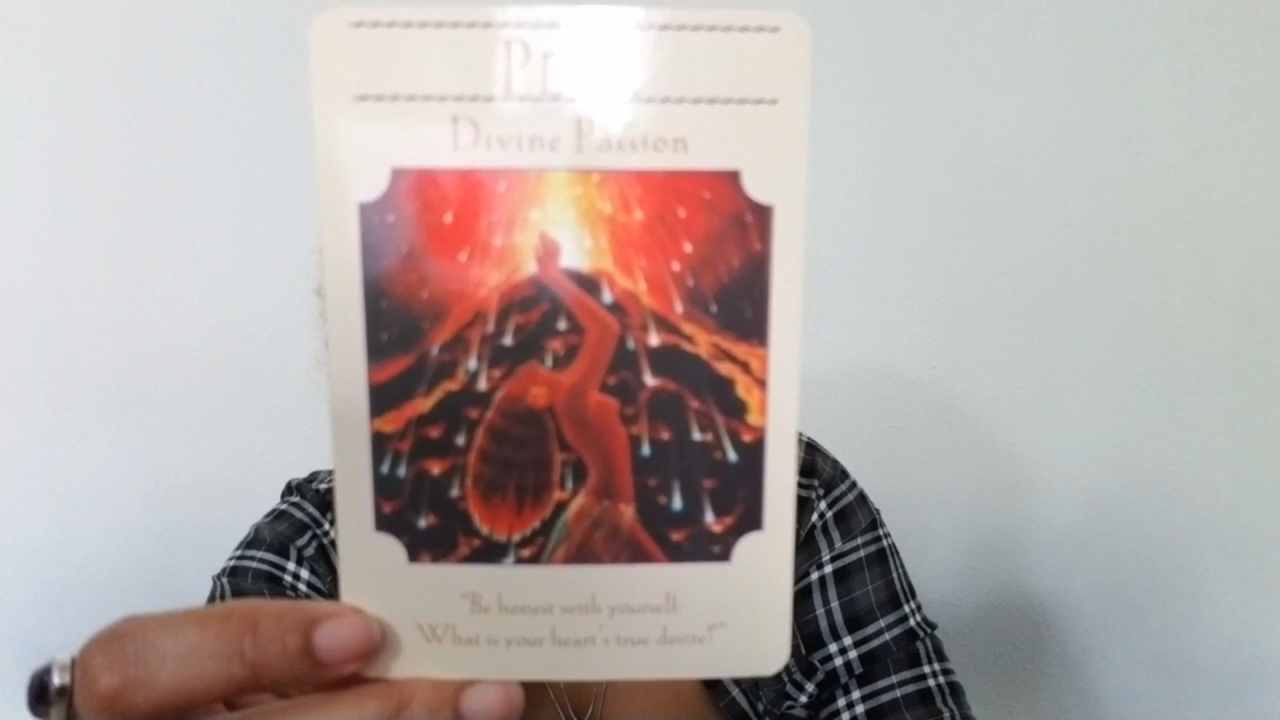 Divine Passion
"Be honest with yourself:
What is your heart's true desire?"